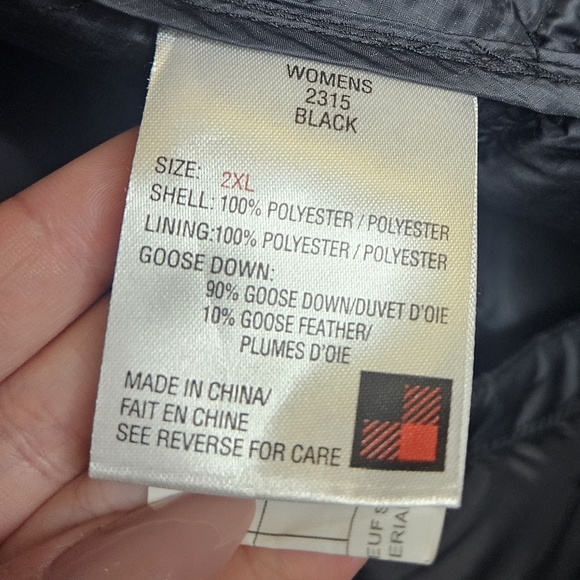 WOMENS
2315
BLACK
SIZE: 2XL
SHELL: 100% POLYESTER / POLYESTER
LINING:100% POLYESTER / POLYESTER
GOOSE DOWN:
90% GOOSE DOWN/DUVET D'OIE
10% GOOSE FEATHER/
PLUMES D'OIE
MADE IN CHINA/
FAIT EN CHINE
SEE REVERSE FOR CARE